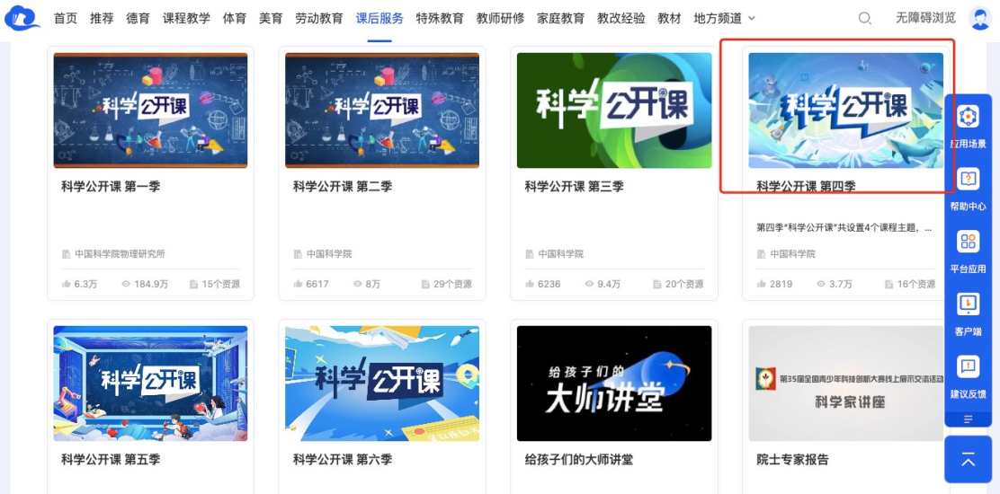 首页 推荐 德育 课程教学 体育 美育 劳动教育 课后服务 特殊教育 教师研修 家庭教育 教改经验 教材 地方频道 无障碍浏览
科学公开课
科学公开课
科学公开课
科学公开课
科学公开课 第一季
科学公开课 第二季
科学公开课 第三季
科学公开课 第四季
第四季“科学公开课”共设置4个课程主题，...
中国科学院物理研究所
中国科学院
中国科学院
中国科学院
6.3万 184.9万 15个资源
6617 8万 29个资源
6236 9.4万 20个资源
2819 3.7万 16个资源
科学公开课
科学公开课
给孩子们的
大师讲堂
第35届全国青少年科技创新大赛线上展示交流活动
科学家讲座
科学公开课 第五季
科学公开课 第六季
给孩子们的大师讲堂
院士专家报告
应用场景
帮助中心
平台应用
客户端
建议反馈